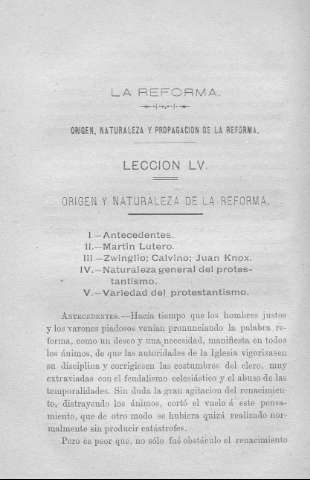 LA REFORMA.
ORIGEN, NATURALEZA Y PROPAGACION DE LA REFORMA.
LECCION LV.
ORIGEN Y NATURALEZA DE LA REFORMA.
I.—Antecedentes.
II.—Martin Lutero.
III—Zwinglio; Calvino; Juan Knox.
IV.—Naturaleza general del protes-
tantismo.
V.—Variedad del protestantismo.
ANTECEDENTES.—Hacía tiempo que los hombres justos
y los varones piadosos venían pronunciando la palabra re-
forma, como un deseo y una necesidad, manifiesta en todos
los ánimos, de que las autoridades de la Iglesia vigorizasen
su disciplina y corrigiesen las costumbres del clero, muy
extraviadas con el feudalismo eclesiástico y el abuso de las
temporalidades. Sin duda la gran agitacion del renacimien-
to, distrayendo los ánimos, cortó el vuelo á este pensa-
miento, que de otro modo se hubiera quizá realizado nor-
malmente sin producir catástrofes.
Pero es peor que, no sólo fué obstáculo el renacimiento